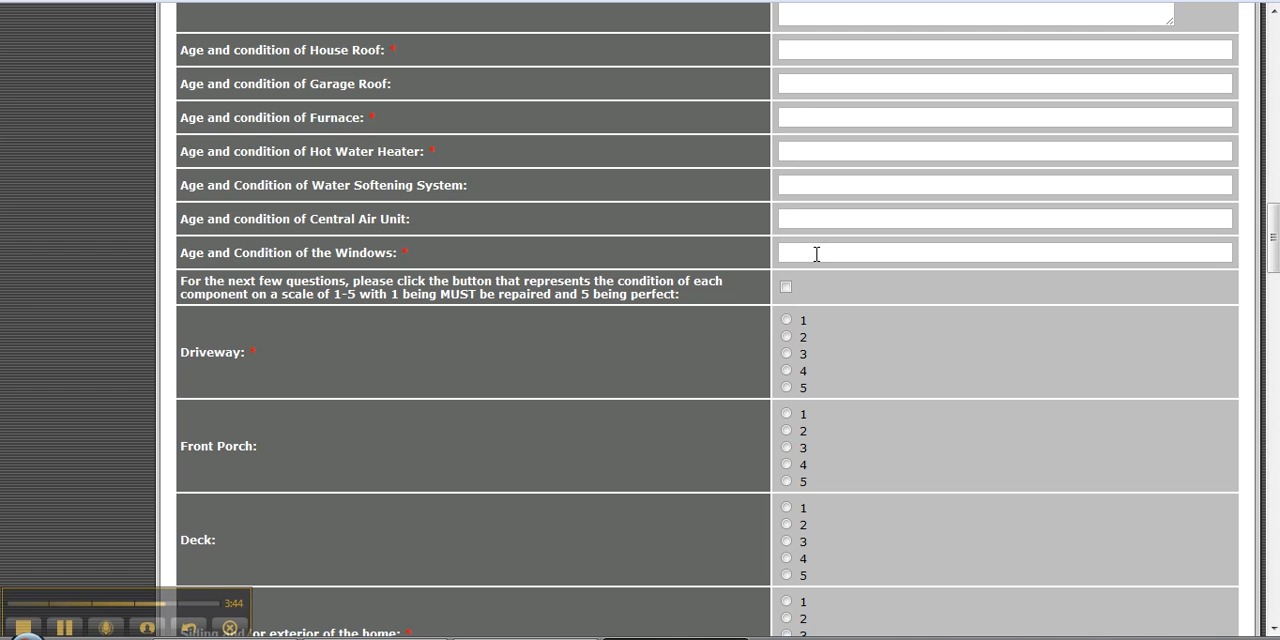 Age and condition of House Roof: *
Age and condition of Garage Roof:
Age and condition of Furnace: *
Age and condition of Hot Water Heater: *
Age and Condition of Water Softening System:
Age and condition of Central Air Unit:
Age and Condition of the Windows: *
For the next few questions, please click the button that represents the condition of each
component on a scale of 1-5 with 1 being MUST be repaired and 5 being perfect:
Driveway: *
1
2
3
4
5
Front Porch:
1
2
3
4
5
Deck:
1
2
3
4
5
3:44
/or exterior of the home: *
1
2